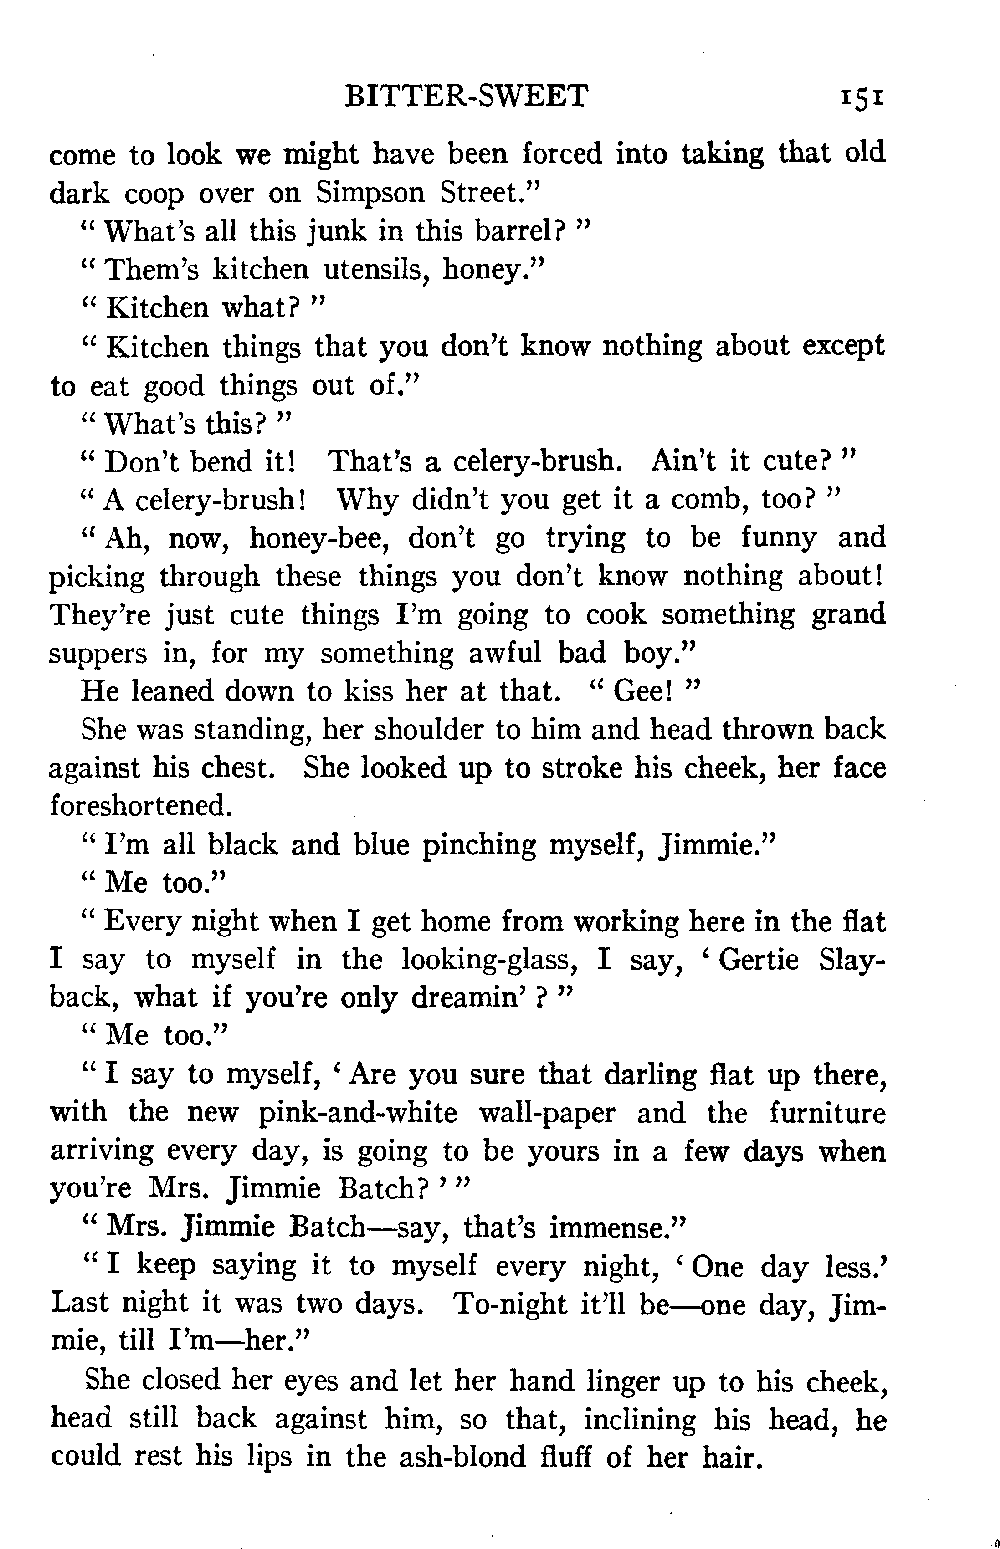 BITTER-SWEET 151
come to look we might have been forced into taking that old
dark coop over on Simpson Street.”
“ What’s all this junk in this barrel? ”
“ Them’s kitchen utensils, honey.”
“ Kitchen what? ”
“ Kitchen things that you don’t know nothing about except
to eat good things out of.”
“ What’s this? ”
“ Don’t bend it! That’s a celery-brush. Ain’t it cute? ”
“ A celery-brush! Why didn’t you get it a comb, too? ”
“ Ah, now, honey-bee, don’t go trying to be funny and
picking through these things you don’t know nothing about!
They’re just cute things I’m going to cook something grand
suppers in, for my something awful bad boy.”
He leaned down to kiss her at that. “ Gee! ”
She was standing, her shoulder to him and head thrown back
against his chest. She looked up to stroke his cheek, her face
foreshortened.
“ I’m all black and blue pinching myself, Jimmie.”
“ Me too.”
“ Every night when I get home from working here in the flat
I say to myself in the looking-glass, I say, ‘ Gertie Slay-
back, what if you’re only dreamin’ ? ”
“ Me too.”
“ I say to myself, ‘ Are you sure that darling flat up there,
with the new pink-and-white wall-paper and the furniture
arriving every day, is going to be yours in a few days when
you’re Mrs. Jimmie Batch? ’ ”
“ Mrs. Jimmie Batch—say, that’s immense.”
“ I keep saying it to myself every night, ‘ One day less.’
Last night it was two days. To-night it’ll be—one day, Jim-
mie, till I’m—her.”
She closed her eyes and let her hand linger up to his cheek,
head still back against him, so that, inclining his head, he
could rest his lips in the ash-blond fluff of her hair.